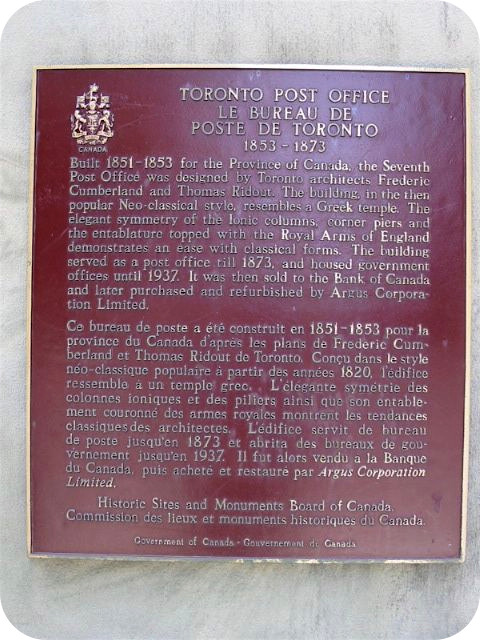 CANADA
TORONTO POST OFFICE
LE BUREAU DE
POSTE DE TORONTO
1853 - 1873
Built 1851-1853 for the Province of Canada, the Seventh
Post Office was designed by Toronto architects Frederic
Cumberland and Thomas Ridout. The building, in the then
popular Neo-classical style, resembles a Greek temple. The
elegant symmetry of the Ionic columns, corner piers and
the entablature topped with the Royal Arms of England
demonstrates an ease with classical forms. The building
served as a post office till 1873, and housed government
offices until 1937. It was then sold to the Bank of Canada
and later purchased and refurbished by Argus Corpora-
tion Limited.
Ce bureau de poste a été construit en 1851-1853 pour la
province du Canada d'après les plans de Frederic Cum-
berland et Thomas Ridout de Toronto. Conçu dans le style
néo-classique populaire à partir des années 1820, l'édifice
ressemble à un temple grec. L'élégante symétrie des
colonnes ioniques et des piliers ainsi que son entable-
ment couronné des armes royales montrent les tendances
classiques des architectes. L'édifice servit de bureau
de poste jusqu'en 1873 et abrita des bureaux de gou-
vernement jusqu'en 1937. Il fut alors vendu à la Banque
du Canada, puis acheté et restauré par Argus Corporation
Limited.
Historic Sites and Monuments Board of Canada.
Commission des lieux et monuments historiques du Canada.
Government of Canada - Gouvernement du Canada